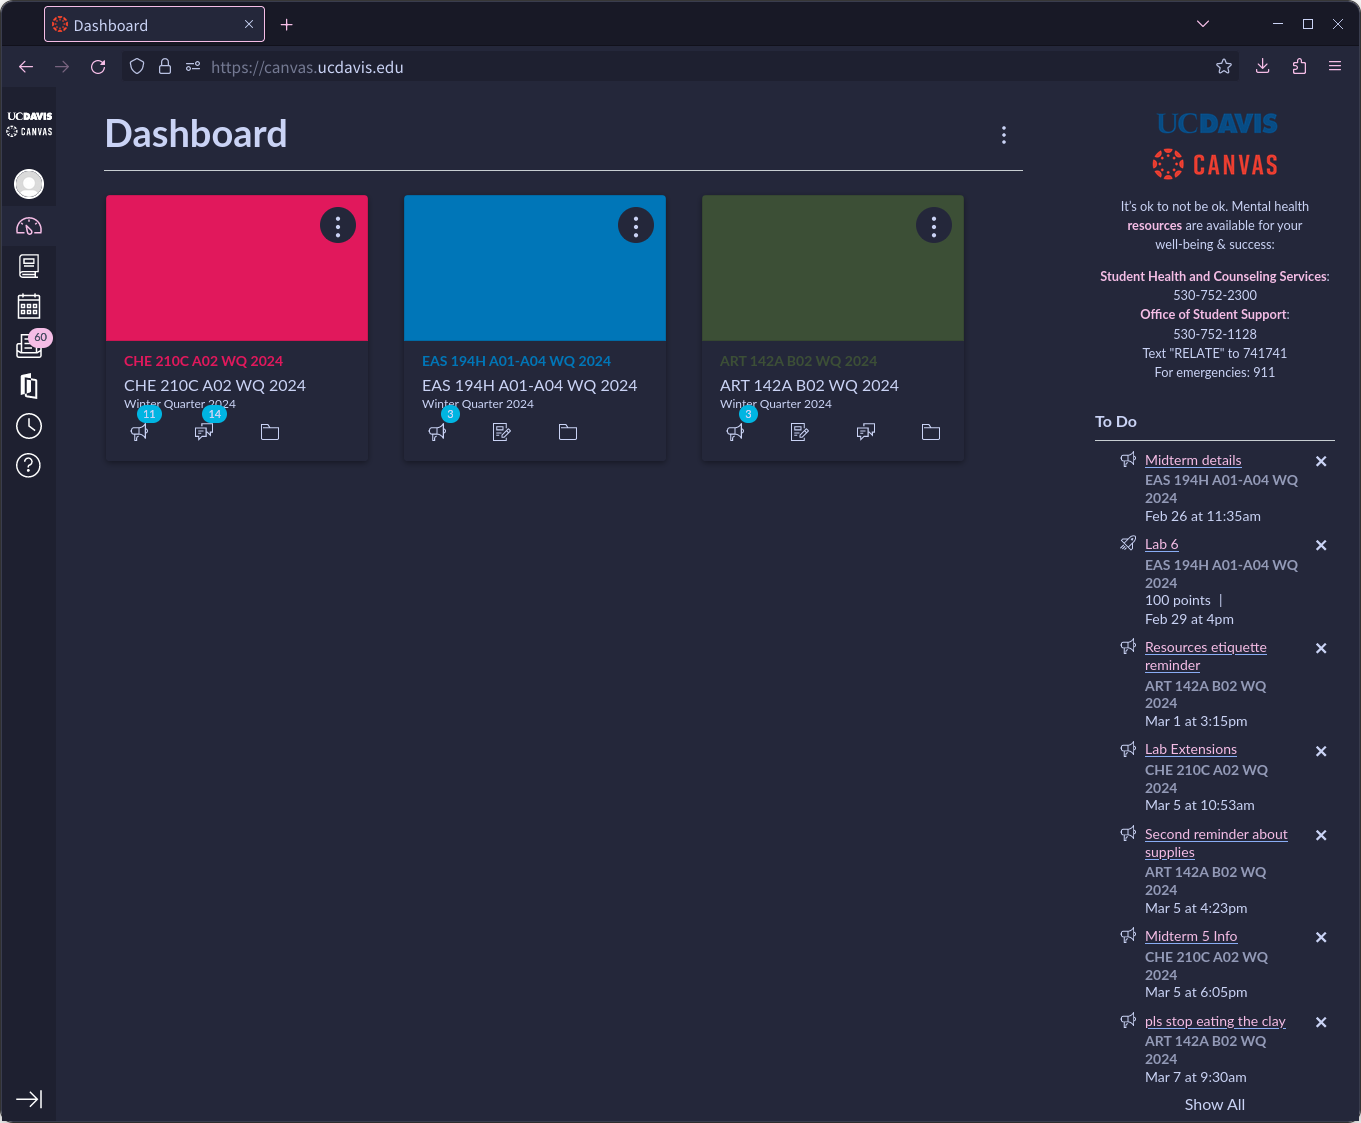 Dashboard
https://canvas.ucdavis.edu
UCDAVIS
CANVAS
60
Dashboard
CHE 210C A02 WQ 2024
CHE 210C A02 WQ 2024
Winter Quarter 2024
11
14
EAS 194H A01-A04 WQ 2024
EAS 194H A01-A04 WQ 2024
Winter Quarter 2024
3
ART 142A B02 WQ 2024
ART 142A B02 WQ 2024
Winter Quarter 2024
3
UCDAVIS
CANVAS
It's ok to not be ok. Mental health
resources are available for your
well-being & success:
Student Health and Counseling Services:
530-752-2300
Office of Student Support:
530-752-1128
Text "RELATE" to 741741
For emergencies: 911
To Do
Midterm details
EAS 194H A01-A04 WQ
2024
Feb 26 at 11:35am
Lab 6
EAS 194H A01-A04 WQ
2024
100 points |
Feb 29 at 4pm
Resources etiquette
reminder
ART 142A B02 WQ
2024
Mar 1 at 3:15pm
Lab Extensions
CHE 210C A02 WQ
2024
Mar 5 at 10:53am
Second reminder about
supplies
ART 142A B02 WQ
2024
Mar 5 at 4:23pm
Midterm 5 Info
CHE 210C A02 WQ
2024
Mar 5 at 6:05pm
pls stop eating the clay
ART 142A B02 WQ
2024
Mar 7 at 9:30am
Show All